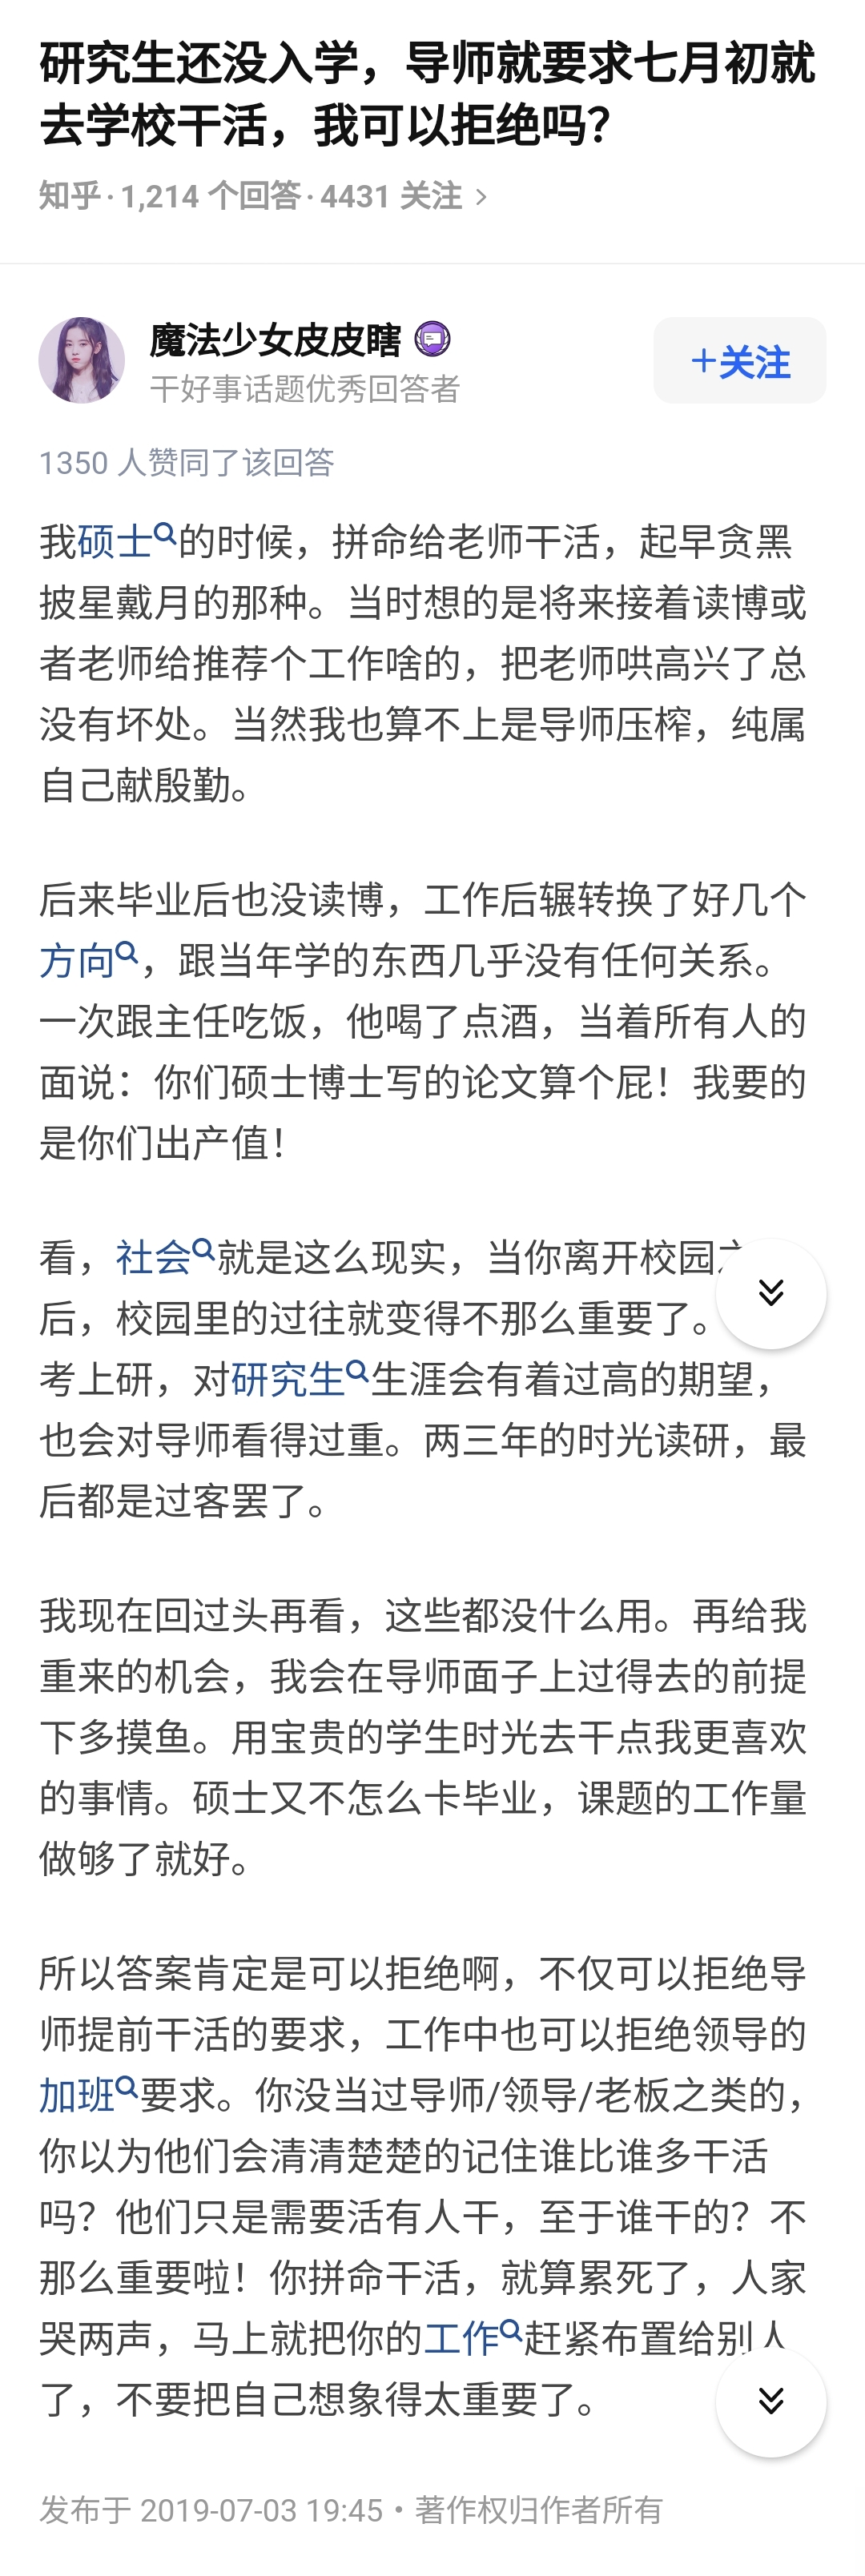 研究生还没入学，导师就要求七月初就
去学校干活，我可以拒绝吗？
知乎·1,214 个回答·4431 关注 >
魔法少女皮皮瞎
干好事话题优秀回答者
+关注
1350 人赞同了该回答
我硕士的时候，拼命给老师干活，起早贪黑
披星戴月的那种。当时想的是将来接着读博或
者老师给推荐个工作啥的，把老师哄高兴了总
没有坏处。当然我也算不上是导师压榨，纯属
自己献殷勤。
后来毕业后也没读博，工作后辗转换了好几个
方向，跟当年学的东西几乎没有任何关系。
一次跟主任吃饭，他喝了点酒，当着所有人的
面说：你们硕士博士写的论文算个屁！我要的
是你们出产值！
看，社会就是这么现实，当你离开校园
后，校园里的过往就变得不那么重要了。
考上研，对研究生生涯会有着过高的期望，
也会对导师看得过重。两三年的时光读研，最
后都是过客罢了。
我现在回过头再看，这些都没什么用。再给我
重来的机会，我会在导师面子上过得去的前提
下多摸鱼。用宝贵的学生时光去干点我更喜欢
的事情。硕士又不怎么卡毕业，课题的工作量
做够了就好。
所以答案肯定是可以拒绝啊，不仅可以拒绝导
师提前干活的要求，工作中也可以拒绝领导的
加班要求。你没当过导师/领导/老板之类的，
你以为他们会清清楚楚的记住谁比谁多干活
吗？他们只是需要活有人干，至于谁干的？不
那么重要啦！你拼命干活，就算累死了，人家
哭两声，马上就把你的工作赶紧布置给别人
了，不要把自己想象得太重要了。
发布于 2019-07-03 19:45 · 著作权归作者所有